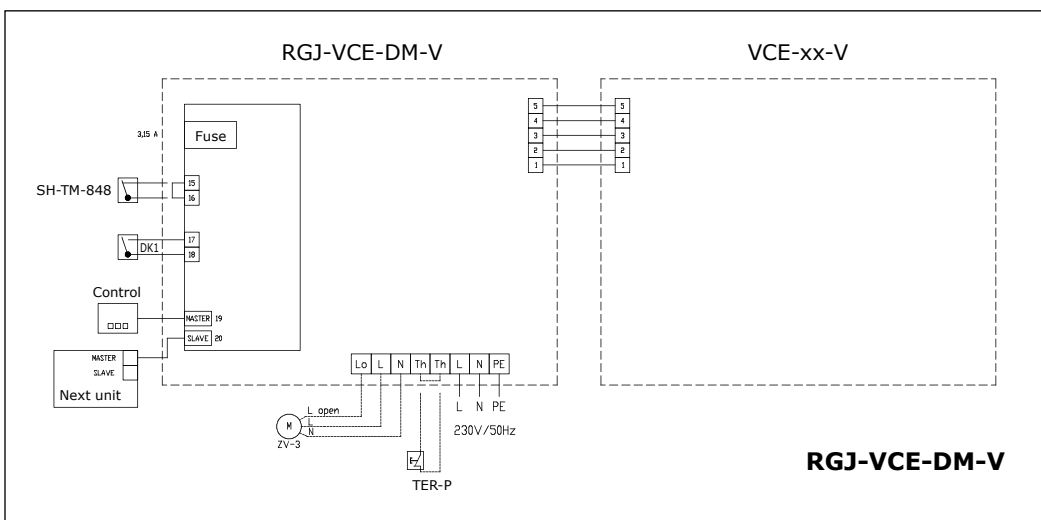 RGJ-VCE-DM-V
VCE-xx-V
5
4
3
2
1
5
4
3
2
1
3,15 A
Fuse
SH-TM-848
15
16
DK1
17
18
Control
MASTER 19
SLAVE 20
MASTER
SLAVE
Next unit
Lo L N Th Th L N PE
L open
L
N
M
ZV-3
L N PE
230V/50Hz
TER-P
RGJ-VCE-DM-V